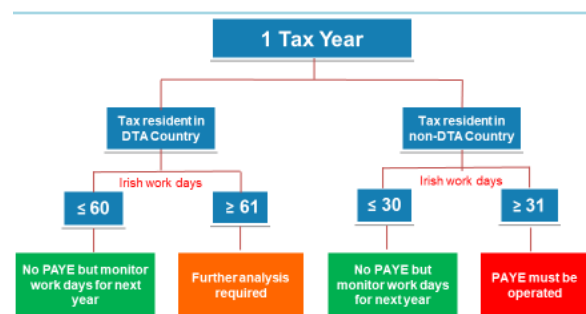 1 Tax Year
Tax resident in
DTA Country
Tax resident in
non-DTA Country
Irish work days
Irish work days
≤ 60
≥ 61
≤ 30
≥ 31
No PAYE but monitor
work days for next
year
Further analysis
required
No PAYE but
monitor work days
for next year
PAYE must be
operated